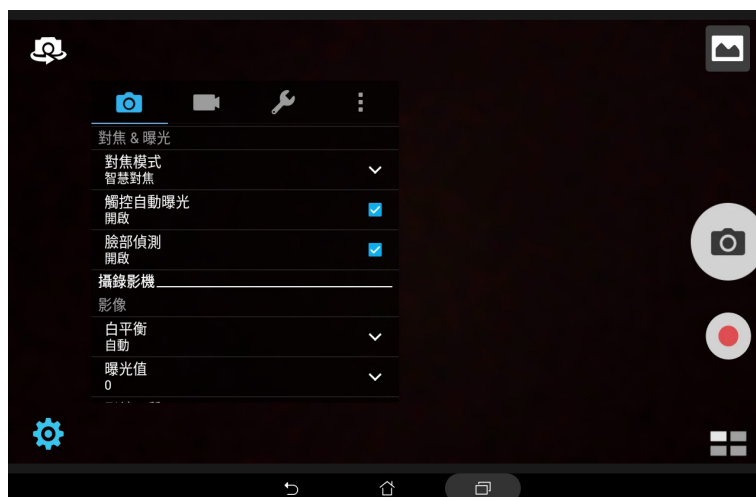 對焦 & 曝光
對焦模式
智慧對焦
觸控自動曝光
開啟
臉部偵測
開啟
攝錄影機
影像
白平衡
自動
曝光值
0